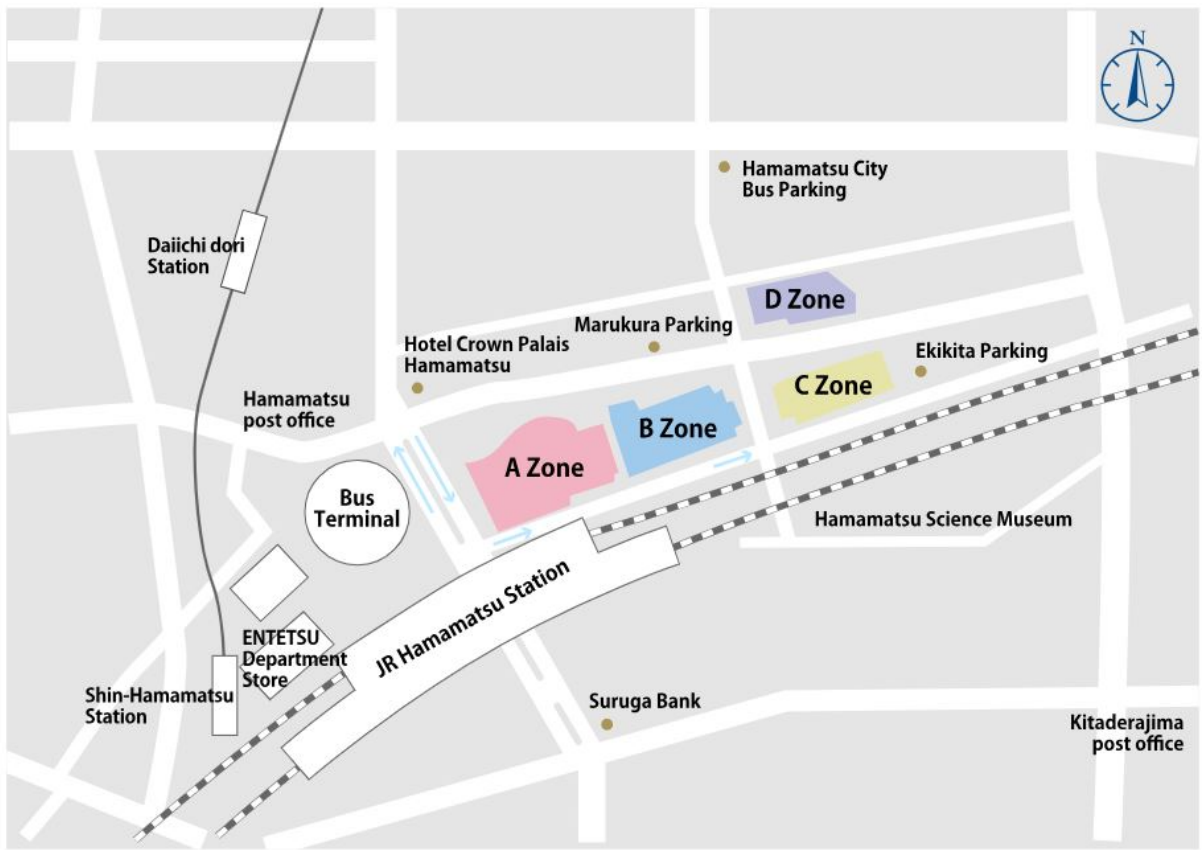 N
Hamamatsu City
Bus Parking
Daiichi dori
Station
D Zone
Marukura Parking
Hotel Crown Palais
Hamamatsu
Ekikita Parking
C Zone
Hamamatsu
post office
B Zone
A Zone
Bus
Terminal
Hamamatsu Science Museum
JR Hamamatsu Station
ENTETSU
Department
Store
Shin-Hamamatsu
Station
Suruga Bank
Kitaderajima
post office